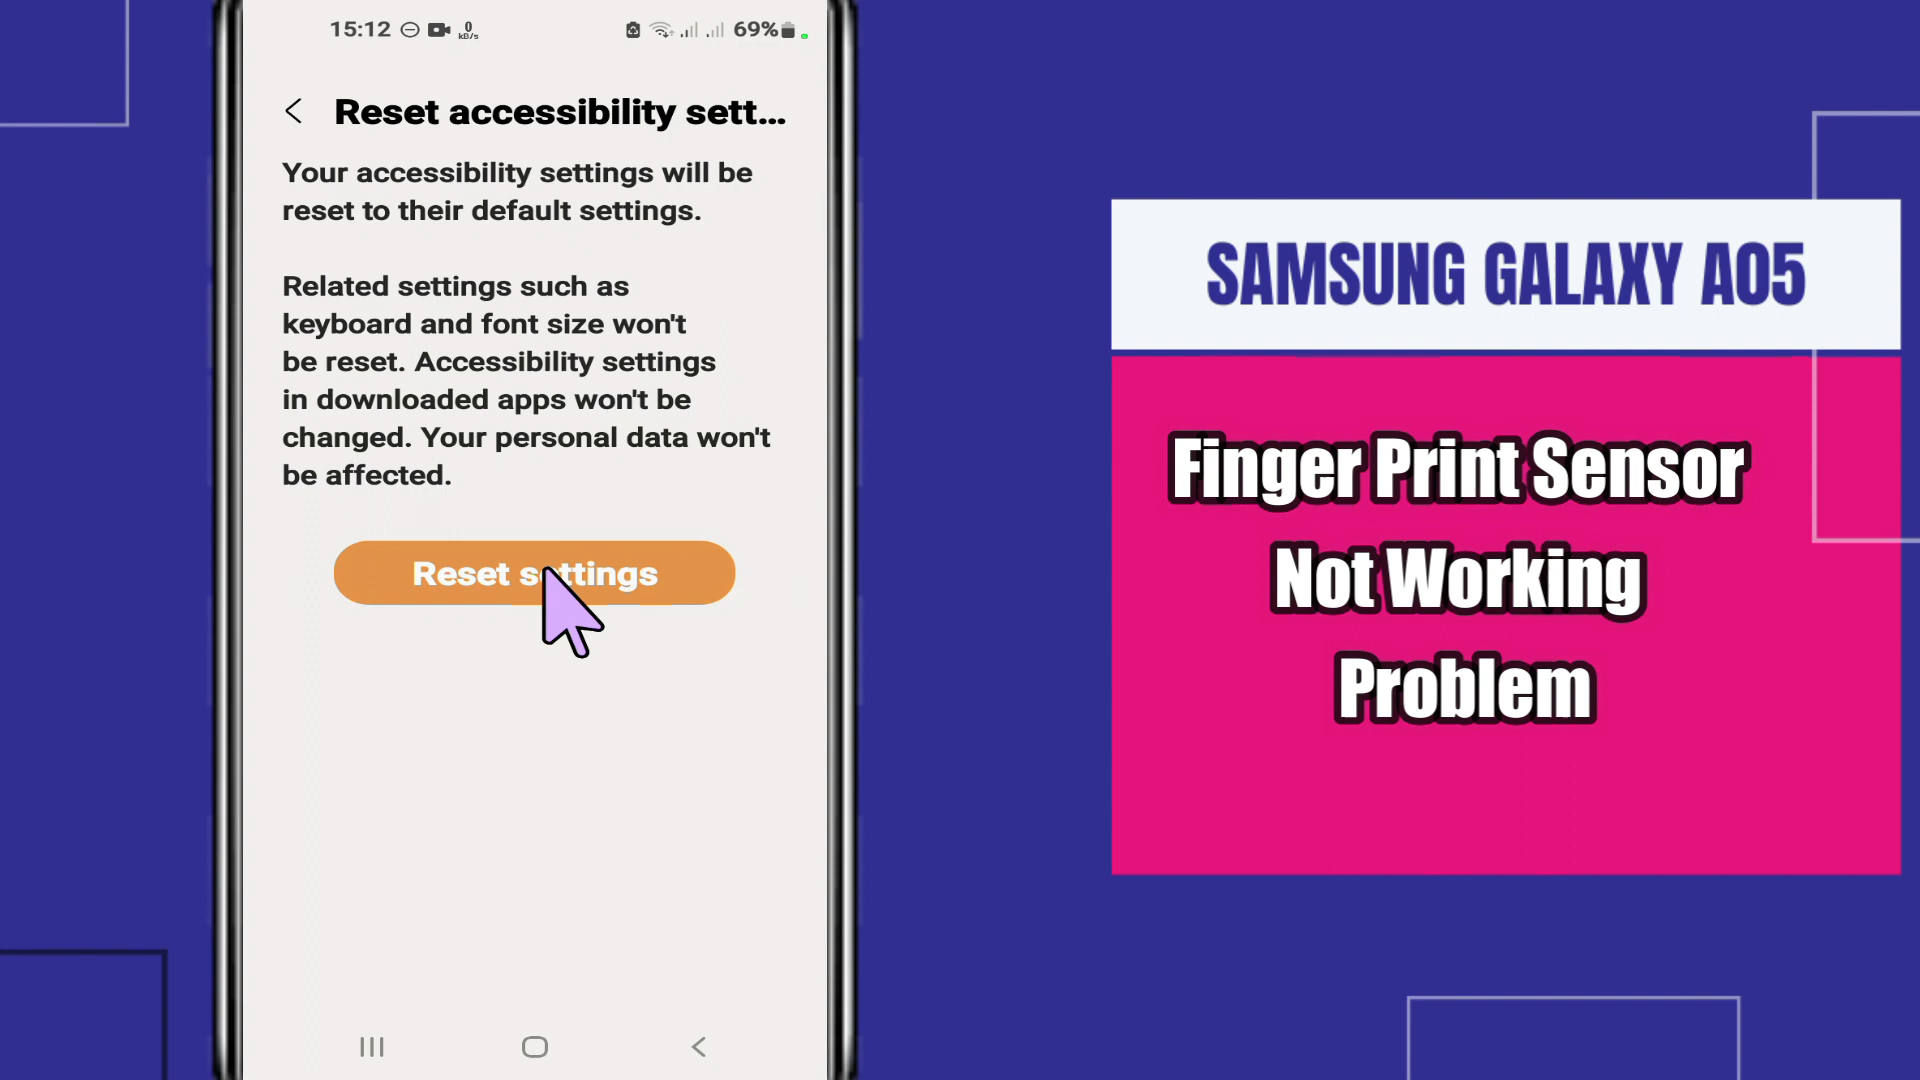 15:12 0 KB/s 69%
Reset accessibility sett...
Your accessibility settings will be
reset to their default settings.
Related settings such as
keyboard and font size won't
be reset. Accessibility settings
in downloaded apps won't be
changed. Your personal data won't
be affected.
Reset settings
SAMSUNG GALAXY A05
Finger Print Sensor
Not Working
Problem